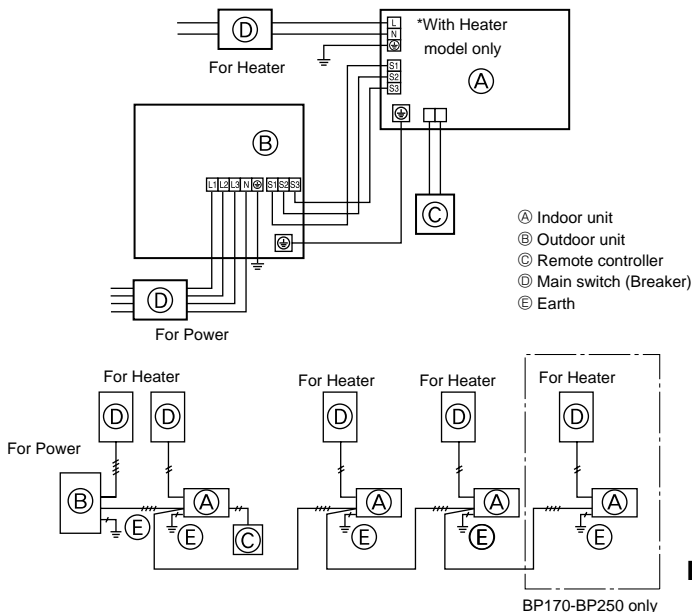 Ⓓ
For Heater
L
N
*With Heater
model only
S1
S2
S3
Ⓐ
Ⓑ
L1 L2 L3 N S1 S2 S3
Ⓒ
Ⓓ
For Power
Ⓐ Indoor unit
Ⓑ Outdoor unit
Ⓒ Remote controller
Ⓓ Main switch (Breaker)
Ⓔ Earth
For Heater For Heater For Heater For Heater
Ⓓ Ⓓ Ⓓ Ⓓ Ⓓ
For Power
Ⓑ Ⓐ Ⓐ Ⓐ Ⓐ
Ⓔ Ⓔ Ⓒ Ⓔ Ⓔ Ⓔ
BP170-BP250 only